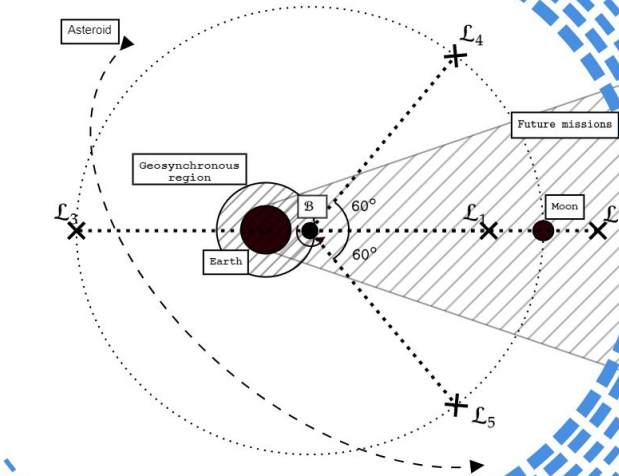 Asteroid
ℒ4
Future missions
Geosynchronous
region
ℬ
60°
Moon
ℒ3
ℒ1
ℒ
Earth
60°
ℒ5